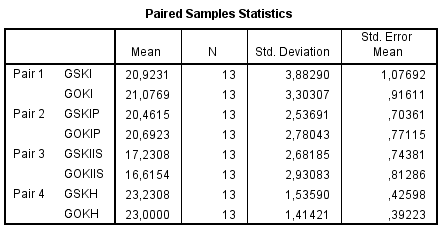 Paired Samples Statistics
Mean N Std. Deviation Std. Error Mean
Pair 1 GSKI 20,9231 13 3,88290 1,07692
GOKI 21,0769 13 3,30307 ,91611
Pair 2 GSKIP 20,4615 13 2,53691 ,70361
GOKIP 20,6923 13 2,78043 ,77115
Pair 3 GSKIIS 17,2308 13 2,68185 ,74381
GOKIIS 16,6154 13 2,93083 ,81286
Pair 4 GSKH 23,2308 13 1,53590 ,42598
GOKH 23,0000 13 1,41421 ,39223